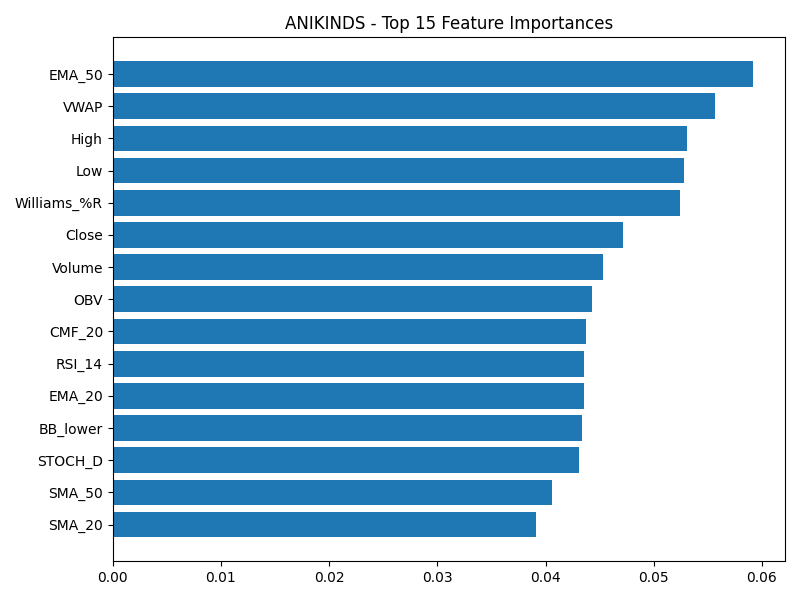 ANIKINDS - Top 15 Feature Importances
EMA_50
VWAP
High
Low
Williams_%R
Close
Volume
OBV
CMF_20
RSI_14
EMA_20
BB_lower
STOCH_D
SMA_50
SMA_20
0.00 0.01 0.02 0.03 0.04 0.05 0.06